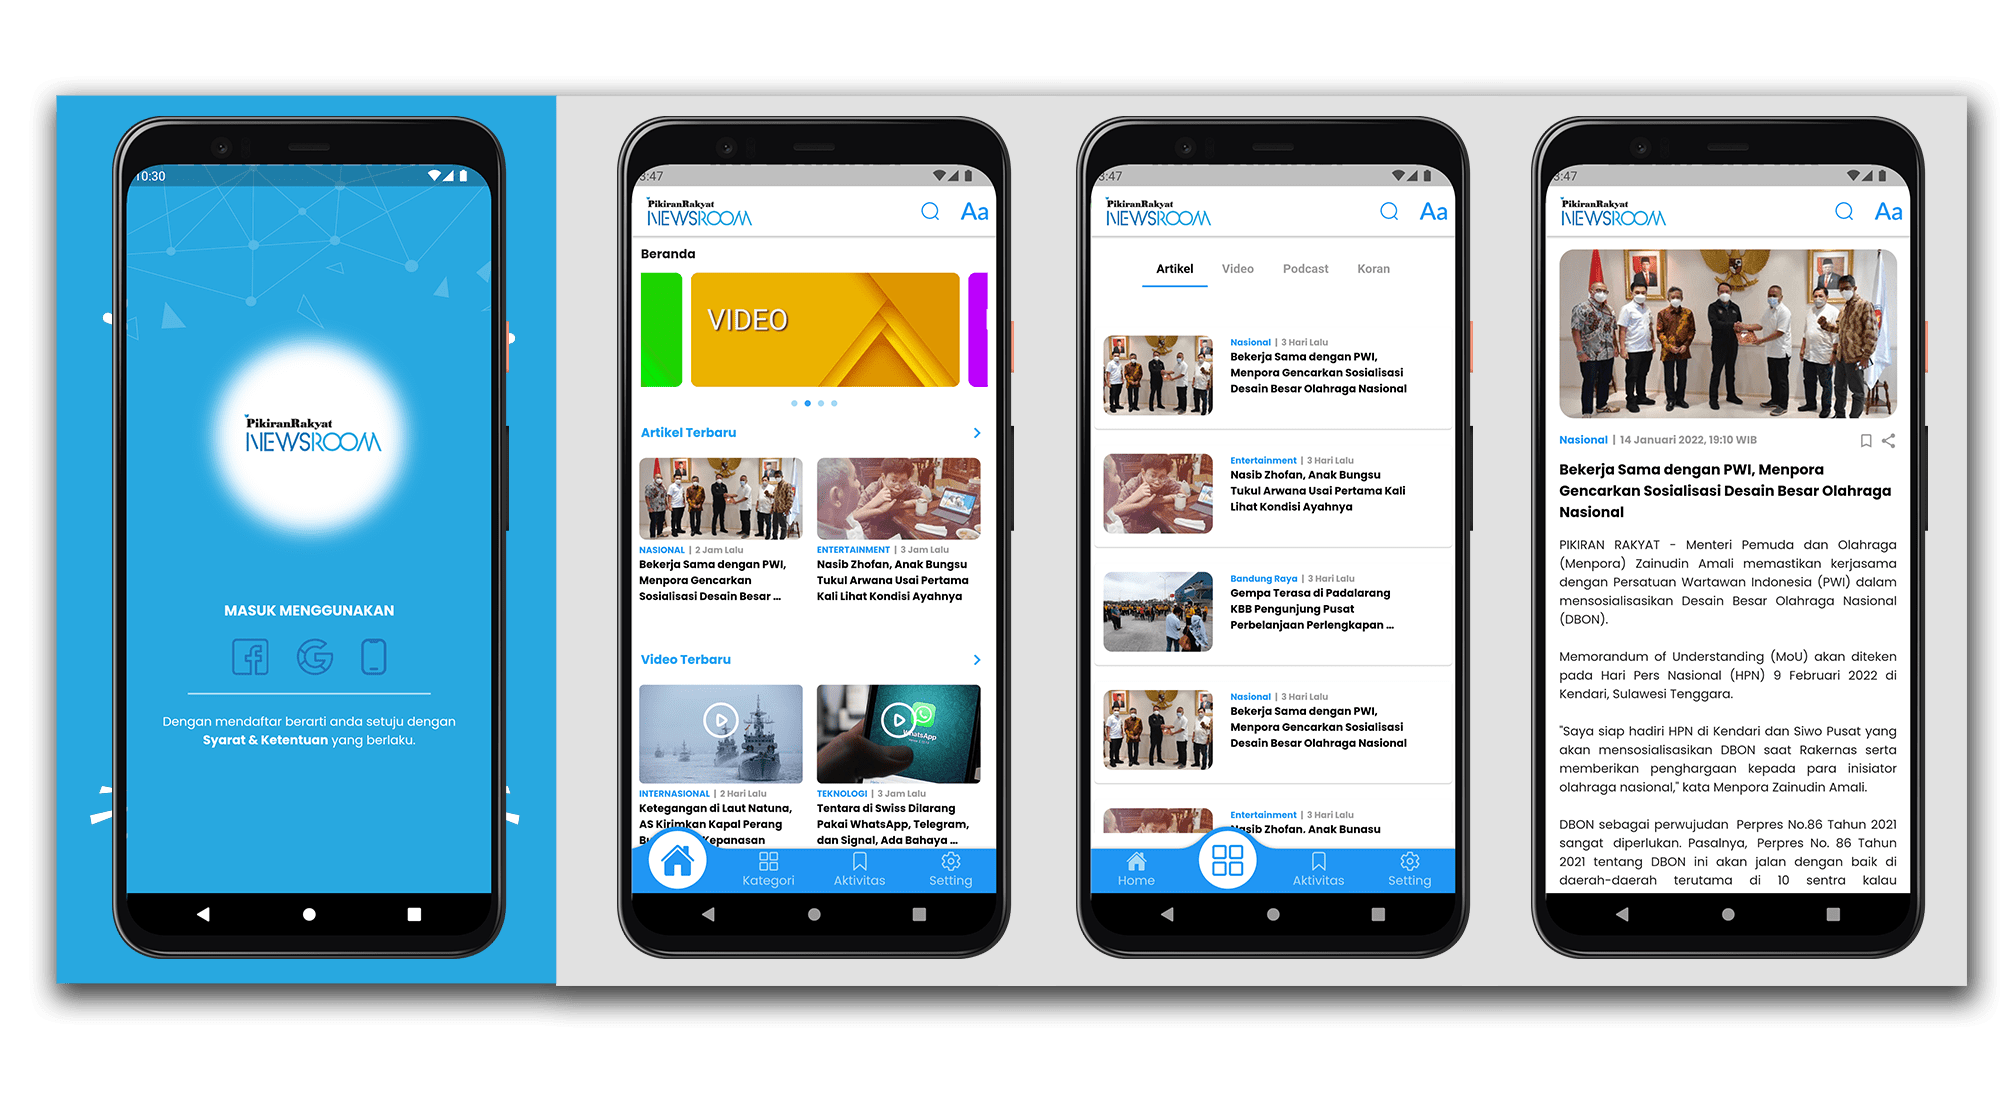 10:30
PikiranRakyat
NEWSROOM
MASUK MENGGUNAKAN
Dengan mendaftar berarti anda setuju dengan
Syarat & Ketentuan yang berlaku.
3:47
PikiranRakyat
NEWSROOM
Aa
Beranda
VIDEO
Artikel Terbaru
NASIONAL | 2 Jam Lalu
Bekerja Sama dengan PWI,
Menpora Gencarkan
Sosialisasi Desain Besar ...
ENTERTAINMENT | 3 Jam Lalu
Nasib Zhofan, Anak Bungsu
Tukul Arwana Usai Pertama
Kali Lihat Kondisi Ayahnya
Video Terbaru
WhatsApp
INTERNASIONAL | 2 Hari Lalu
Ketegangan di Laut Natuna,
AS Kirimkan Kapal Perang
Kepanasan
TEKNOLOGI | 3 Jam Lalu
Tentara di Swiss Dilarang
Pakai WhatsApp, Telegram,
dan Signal, Ada Bahaya ...
Kategori
Aktivitas
Setting
3:47
PikiranRakyat
NEWSROOM
Aa
Artikel
Video
Podcast
Koran
Nasional | 3 Hari Lalu
Bekerja Sama dengan PWI,
Menpora Gencarkan Sosialisasi
Desain Besar Olahraga Nasional
Entertainment | 3 Hari Lalu
Nasib Zhofan, Anak Bungsu
Tukul Arwana Usai Pertama Kali
Lihat Kondisi Ayahnya
Bandung Raya | 3 Hari Lalu
Gempa Terasa di Padalarang
KBB Pengunjung Pusat
Perbelanjaan Perlengkapan ...
Nasional | 3 Hari Lalu
Bekerja Sama dengan PWI,
Menpora Gencarkan Sosialisasi
Desain Besar Olahraga Nasional
Entertainment | 3 Hari Lalu
Nasib Zhofan, Anak Bungsu
Home
Aktivitas
Setting
3:47
PikiranRakyat
NEWSROOM
Aa
Nasional | 14 Januari 2022, 19:10 WIB
Bekerja Sama dengan PWI, Menpora
Gencarkan Sosialisasi Desain Besar Olahraga
Nasional
PIKIRAN RAKYAT - Menteri Pemuda dan Olahraga
(Menpora) Zainudin Amali memastikan kerjasama
dengan Persatuan Wartawan Indonesia (PWI) dalam
mensosialisasikan Desain Besar Olahraga Nasional
(DBON).
Memorandum of Understanding (MoU) akan diteken
pada Hari Pers Nasional (HPN) 9 Februari 2022 di
Kendari, Sulawesi Tenggara.
"Saya siap hadiri HPN di Kendari dan Siwo Pusat yang
akan mensosialisasikan DBON saat Rakernas serta
memberikan penghargaan kepada para inisiator
olahraga nasional," kata Menpora Zainudin Amali.
DBON sebagai perwujudan Perpres No.86 Tahun 2021
sangat diperlukan. Pasalnya, Perpres No. 86 Tahun
2021 tentang DBON ini akan jalan dengan baik di
daerah-daerah terutama di 10 sentra kalau